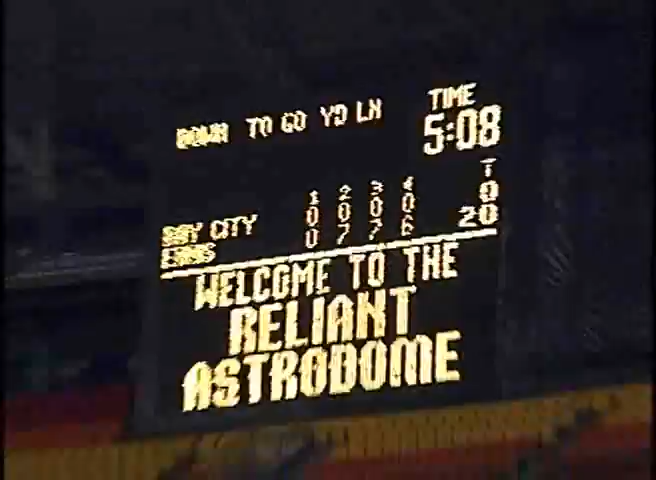 DOWN TO GO YD LN
TIME
5:08
1 2 3 4 T
BAY CITY 0 0 0 0 0
ENNIS 0 7 7 6 20
WELCOME TO THE
RELIANT
ASTRODOME